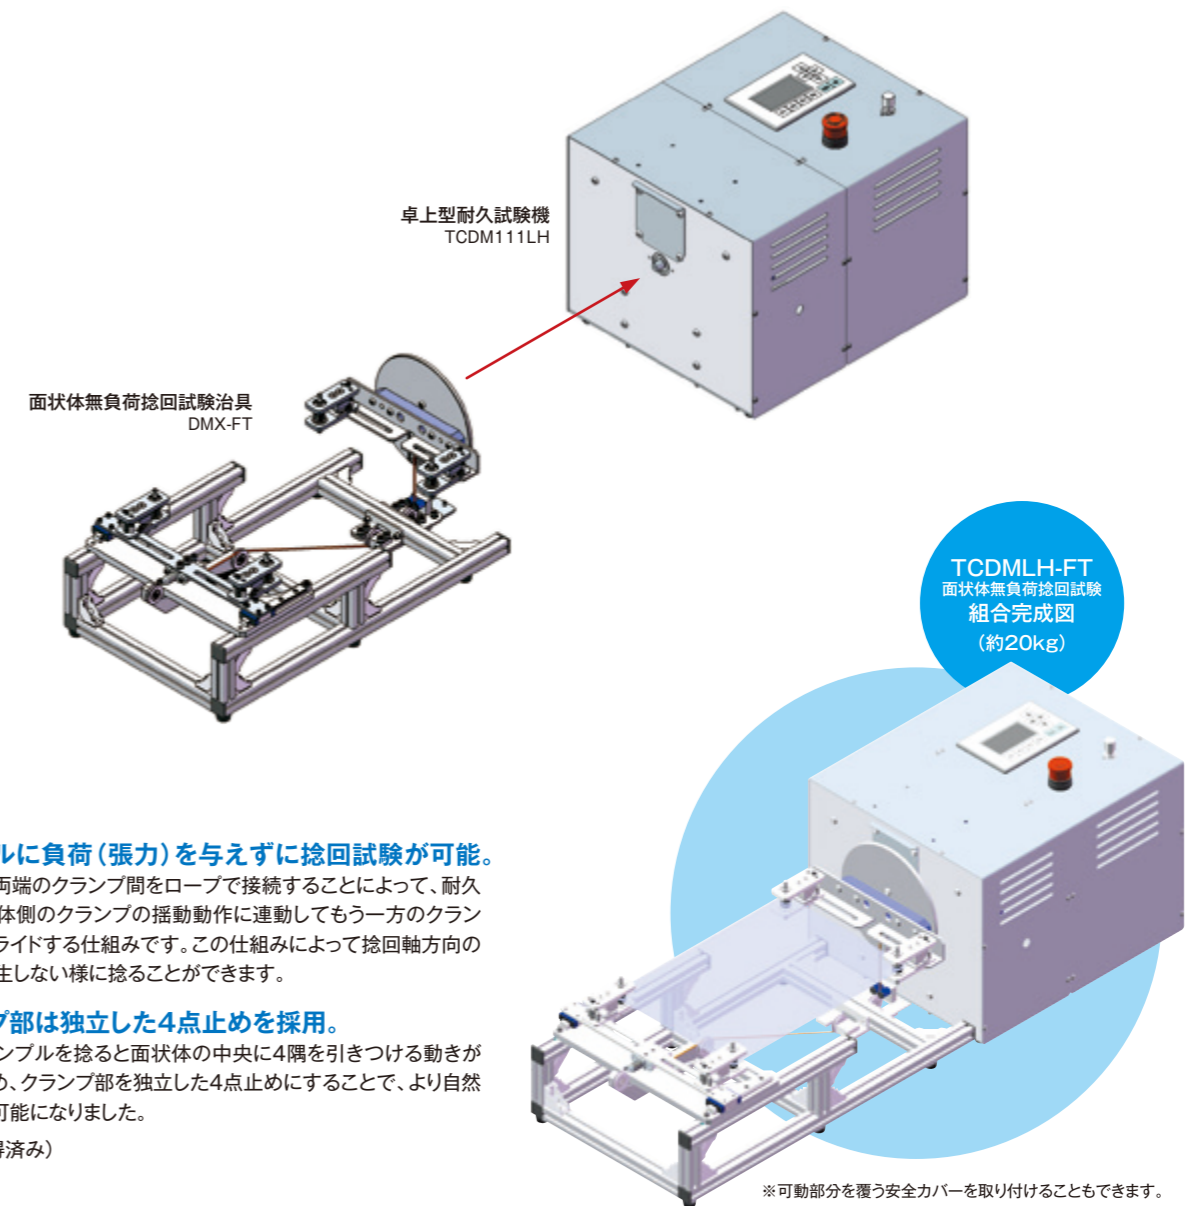 卓上型耐久試験機
TCDM111LH
面状体無負荷捻回試験治具
DMX-FT
TCDMLH-FT
面状体無負荷捻回試験
組合完成図
（約20kg）
ルに負荷（張力）を与えずに捻回試験が可能。
両端のクランプ間をロープで接続することによって、耐久
体側のクランプの揺動動作に連動してもう一方のクラン
ライドする仕組みです。この仕組みによって捻回軸方向の
生しない様に捻ることができます。
プ部は独立した4点止めを採用。
ンプルを捻ると面状体の中央に4隅を引きつける動きが
め、クランプ部を独立した4点止めにすることで、より自然
可能になりました。
得済み）
※可動部分を覆う安全カバーを取り付けることもできます。